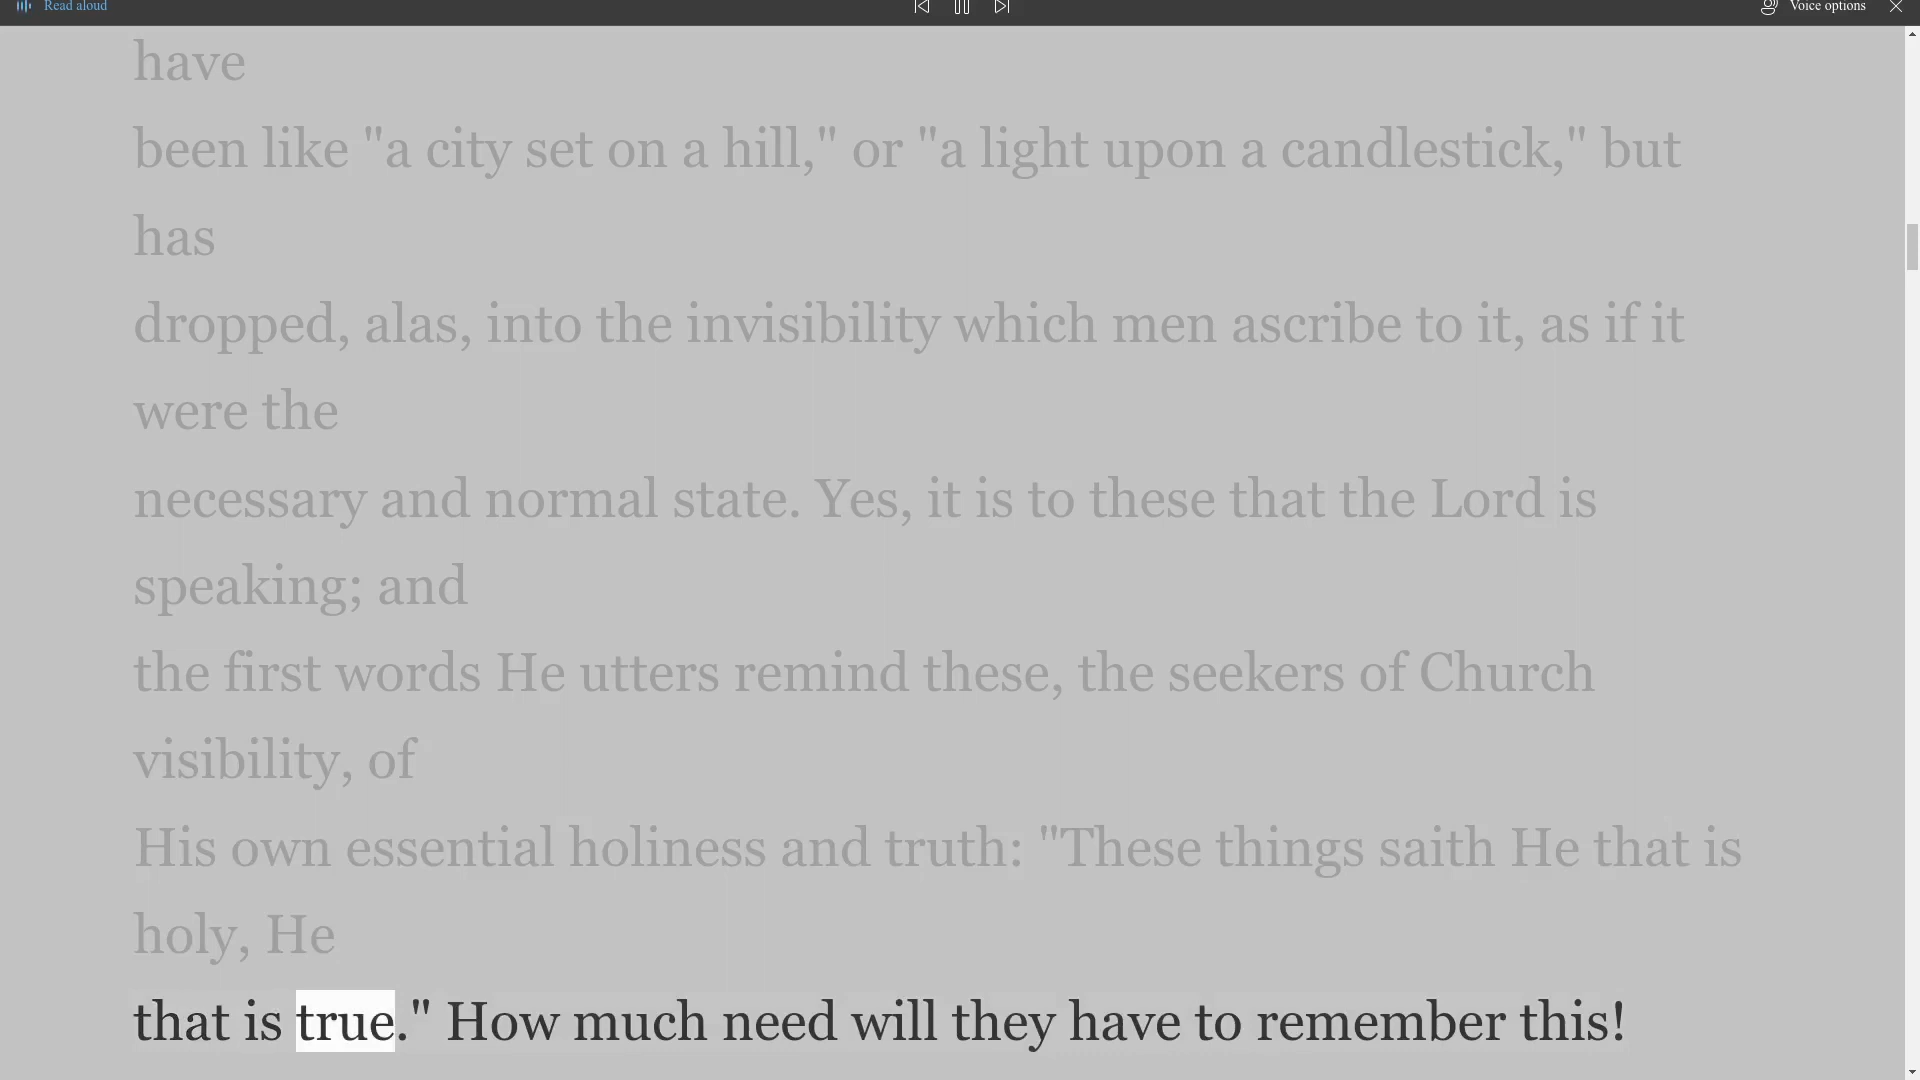 Read aloud
Voice options
have
been like "a city set on a hill," or "a light upon a candlestick," but
has
dropped, alas, into the invisibility which men ascribe to it, as if it
were the
necessary and normal state. Yes, it is to these that the Lord is
speaking; and
the first words He utters remind these, the seekers of Church
visibility, of
His own essential holiness and truth: "These things saith He that is
holy, He
that is true." How much need will they have to remember this!